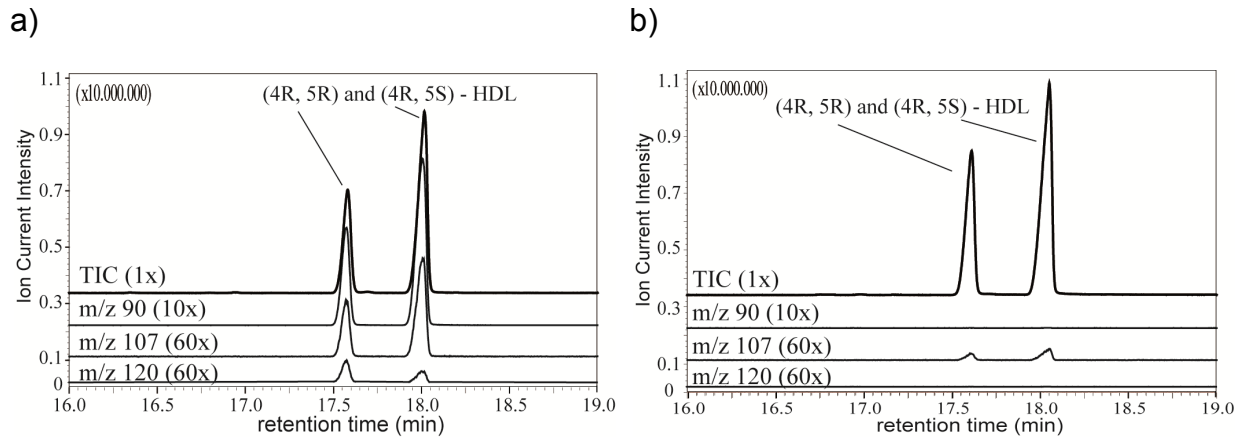 a)
(x10.000.000)
(4R, 5R) and (4R, 5S) - HDL
Ion Current Intensity
1.1
0.9
0.7
0.5
0.3
0.1
0
TIC (1x)
m/z 90 (10x)
m/z 107 (60x)
m/z 120 (60x)
16.0 17.0 17.5 18.0 18.5 19.0
retention time (min)
b)
(x10.000.000)
(4R, 5R) and (4R, 5S) - HDL
Ion Current Intensity
1.1
0.9
0.7
0.5
0.3
0.1
0
TIC (1x)
m/z 90 (10x)
m/z 107 (60x)
m/z 120 (60x)
16.0 16.5 17.0 17.5 18.0 18.5 19.0
retention time (min)